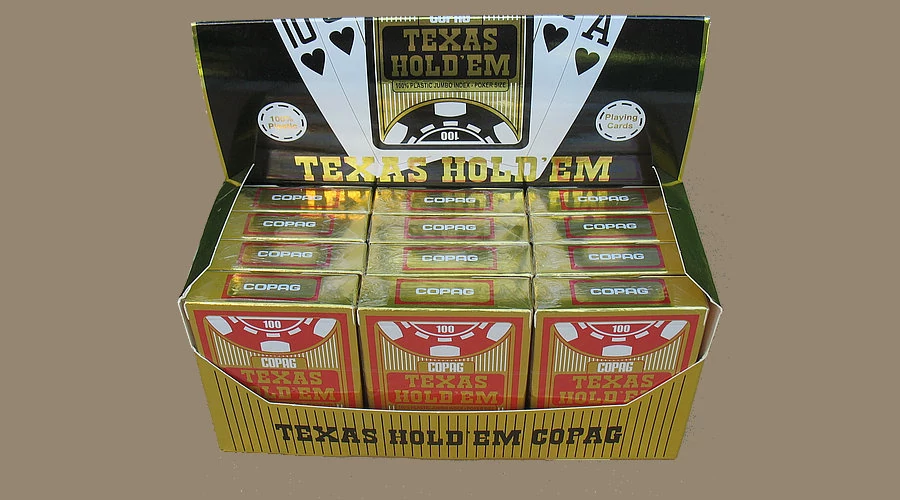 10
A
COPAG
TEXAS
HOLD'EM
100% PLASTIC JUMBO INDEX - POKER SIZE
100
100%
Plastic
Playing
Cards
TEXAS HOLD'EM
COPAG COPAG COPAG
COPAG COPAG COPAG
COPAG COPAG COPAG
COPAG COPAG COPAG
100 100 100
COPAG COPAG COPAG
TEXAS TEXAS TEXAS
HOLD'EM HOLD'EM HOLD'E
TEXAS HOLD'EM COPAG